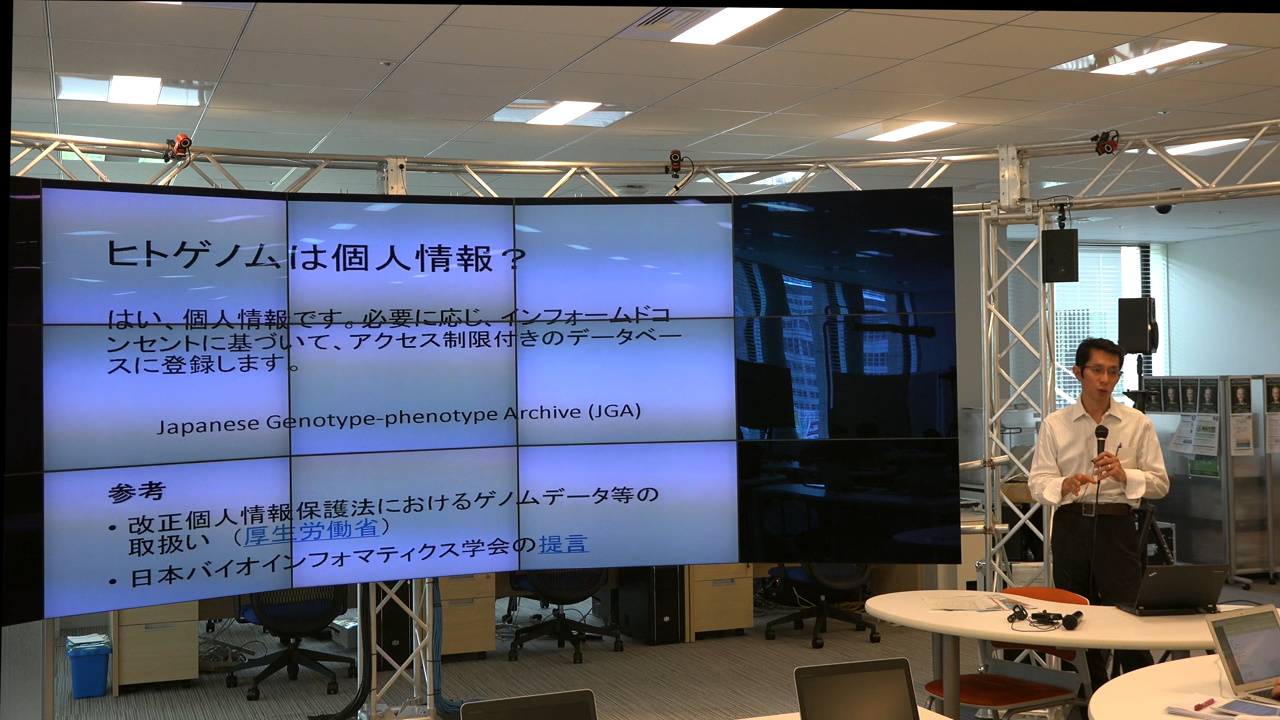 ヒトゲノムは個人情報？
はい、個人情報です。必要に応じ、インフォームドコ
ンセントに基づいて、アクセス制限付きのデータベー
スに登録します。
Japanese Genotype-phenotype Archive (JGA)
参考
• 改正個人情報保護法におけるゲノムデータ等の
取扱い （厚生労働省）
• 日本バイオインフォマティクス学会の提言